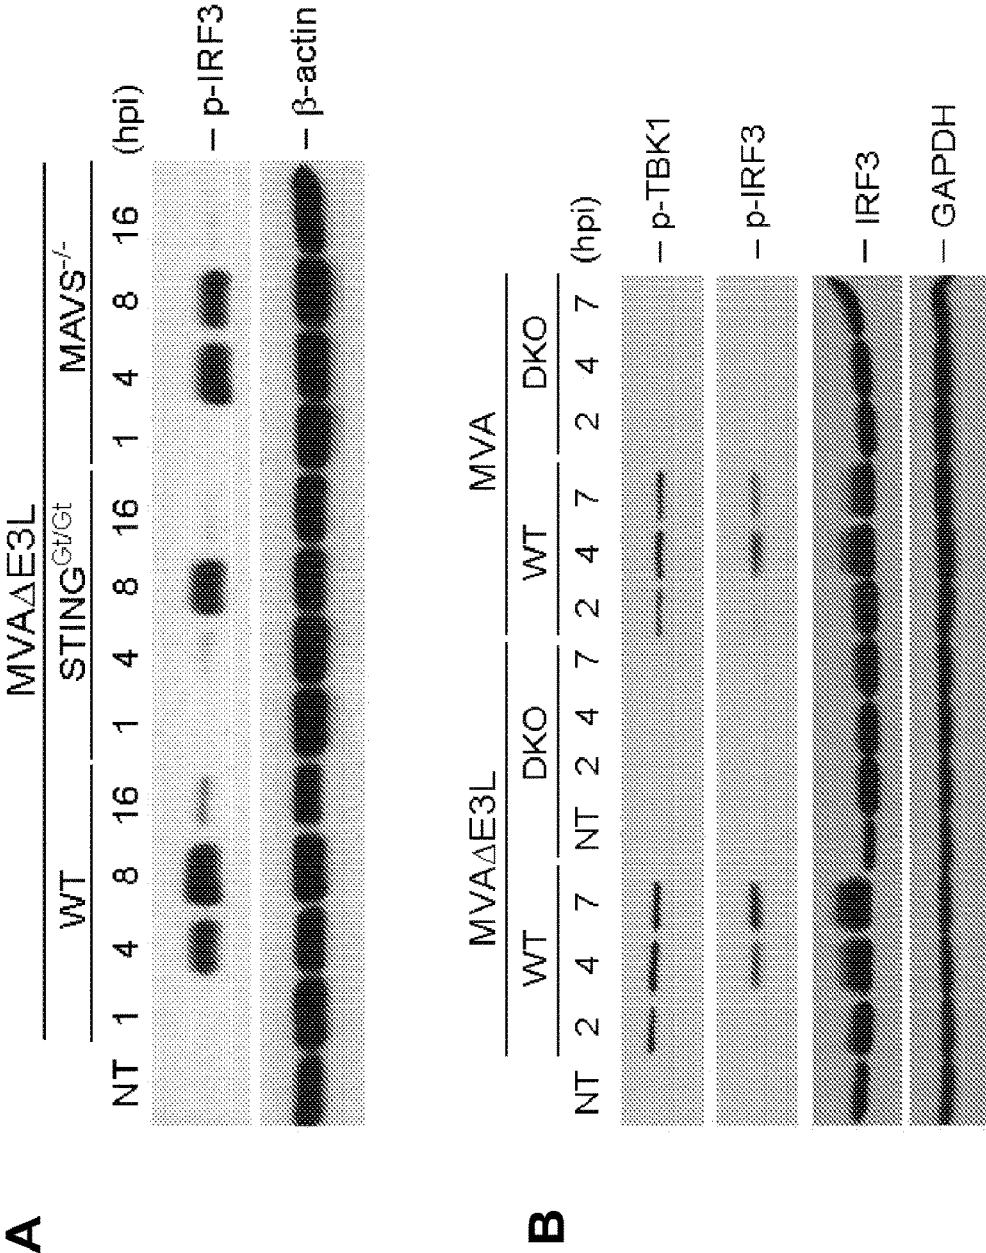 A
MVAΔE3L
WT STING^Gt/Gt MAVS^-/-
NT 1 4 8 16 1 4 8 16 1 4 8 16 (hpi)
– p-IRF3
– β-actin
B
MVAΔE3L MVA
WT DKO WT DKO
NT 2 4 7 NT 2 4 7 2 4 7 2 4 7 (hpi)
– p-TBK1
– p-IRF3
– IRF3
– GAPDH